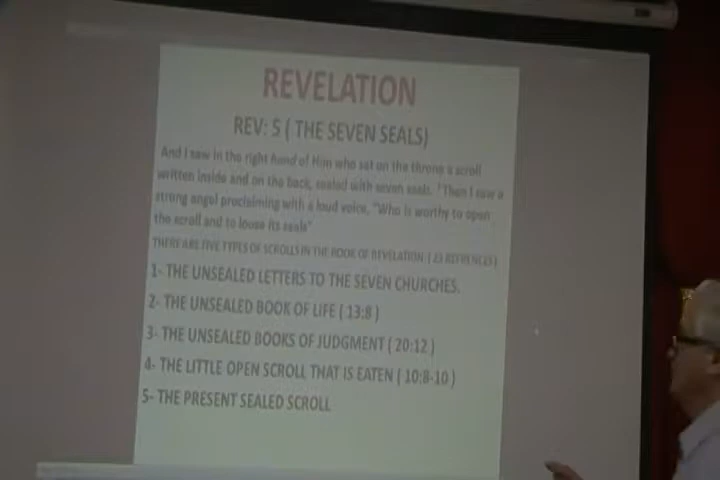 REVELATION
REV: 5 ( THE SEVEN SEALS)
And I saw in the right hand of Him who sat on the throne a scroll
written inside and on the back, sealed with seven seals. Then I saw a
strong angel proclaiming with a loud voice, "Who is worthy to open
the scroll and to loose its seals"
THERE ARE FIVE TYPES OF SCROLLS IN THE BOOK OF REVELATION ( REFERENCES)
1- THE UNSEALED LETTERS TO THE SEVEN CHURCHES.
2- THE UNSEALED BOOK OF LIFE ( 13:8 )
3- THE UNSEALED BOOKS OF JUDGMENT ( 20:12 )
4- THE LITTLE OPEN SCROLL THAT IS EATEN ( 10:8-10 )
5- THE PRESENT SEALED SCROLL